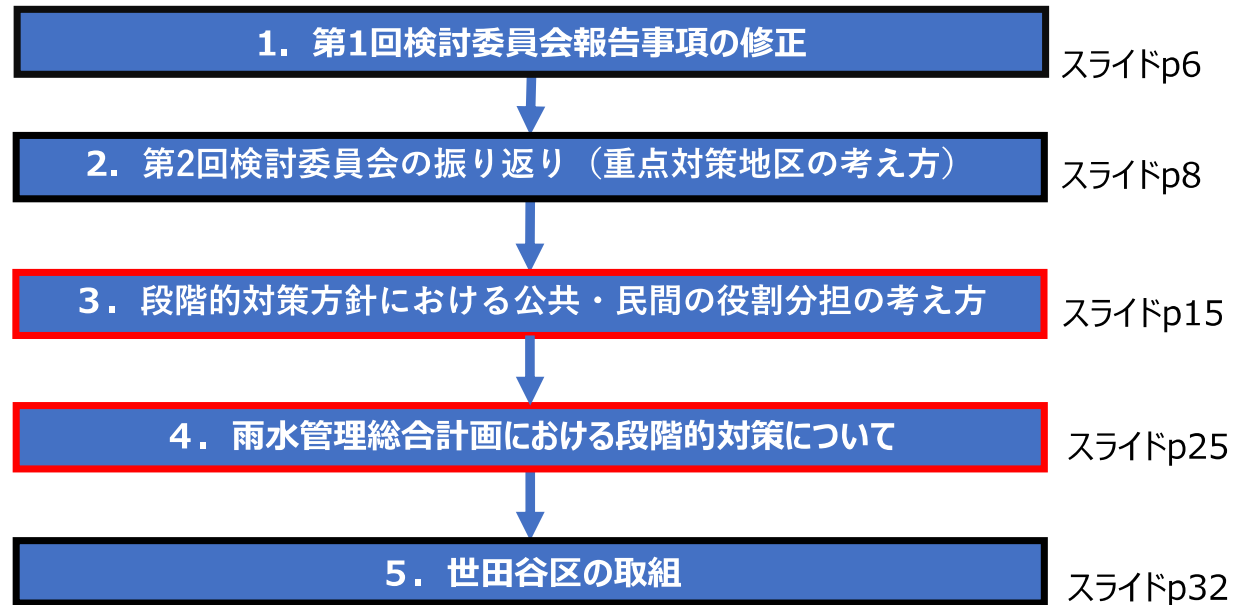 1．第1回検討委員会報告事項の修正
スライドp6
2．第2回検討委員会の振り返り（重点対策地区の考え方）
スライドp8
3．段階的対策方針における公共・民間の役割分担の考え方
スライドp15
４．雨水管理総合計画における段階的対策について
スライドp25
５．世田谷区の取組
スライドp32